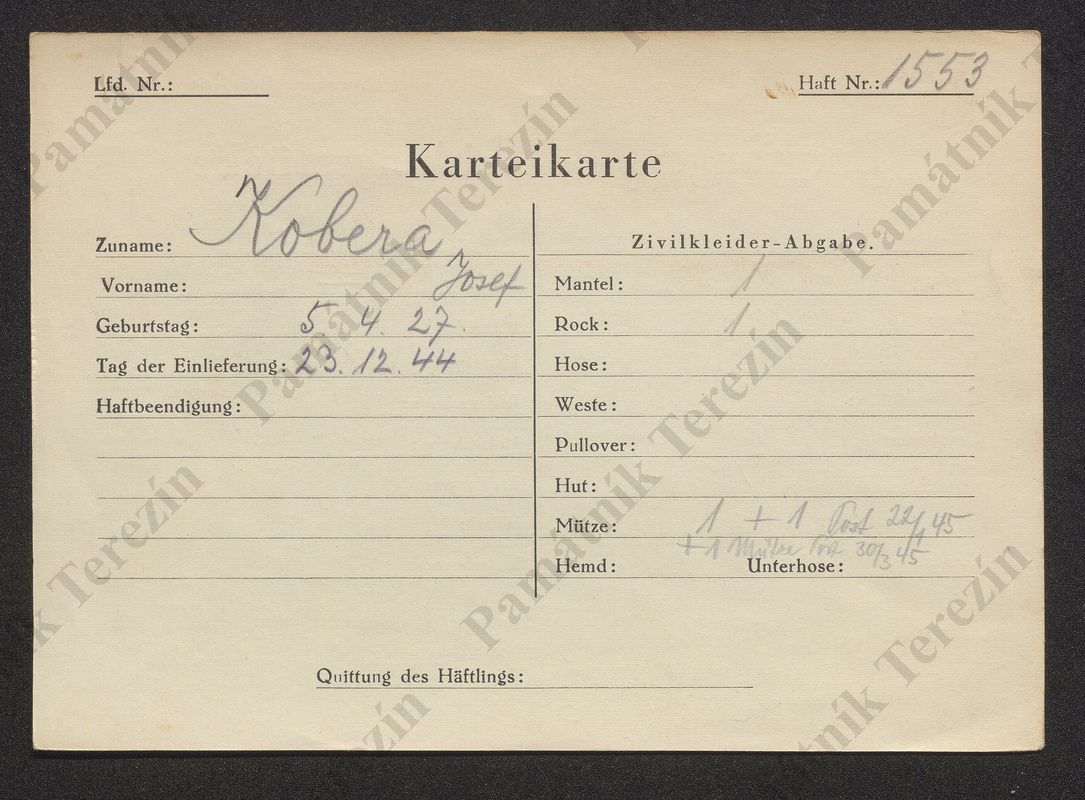 Lfd. Nr.:
Haft Nr.: 1553
Karteikarte
Zuname: Kobera
Vorname: Josef
Geburtstag: 5. 4. 27.
Tag der Einlieferung: 23. 12. 44
Haftbeendigung:
Zivilkleider-Abgabe.
Mantel: 1
Rock: 1
Hose:
Weste:
Pullover:
Hut:
Mütze: 1 + 1 Post 22/1 45
+ 1 Mütze Post 30/3 45
Hemd: Unterhose:
Quittung des Häftlings:
Památník Terezín